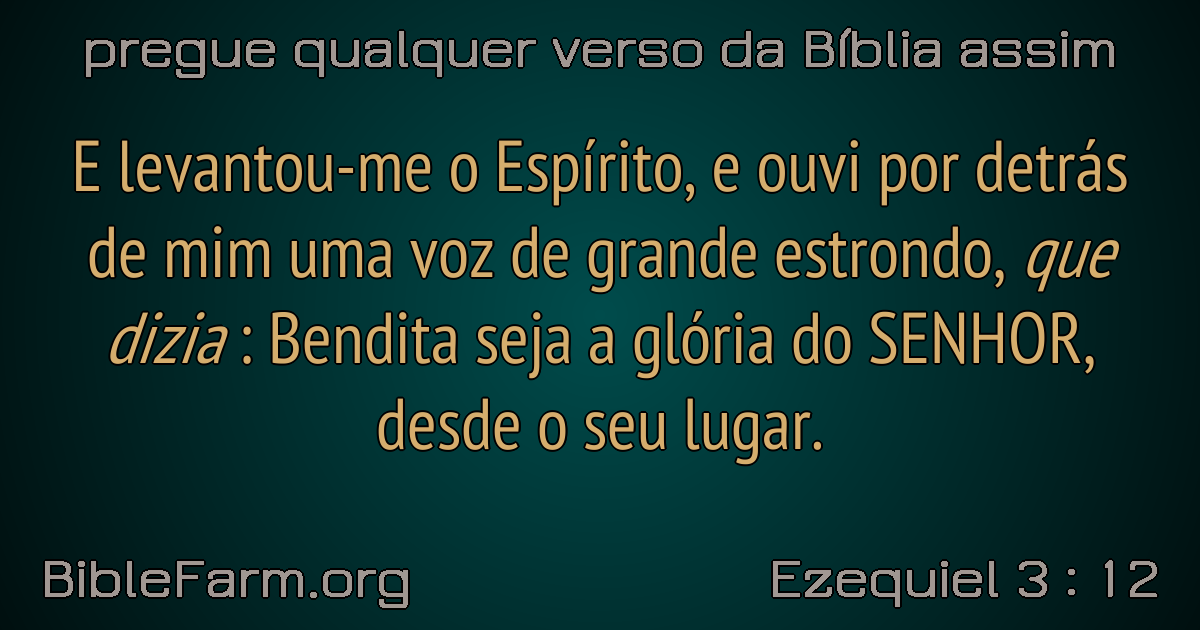 pregue qualquer verso da Bíblia assim
E levantou-me o Espírito, e ouvi por detrás
de mim uma voz de grande estrondo, que
dizia : Bendita seja a glória do SENHOR,
desde o seu lugar.
BibleFarm.org
Ezequiel 3 : 12